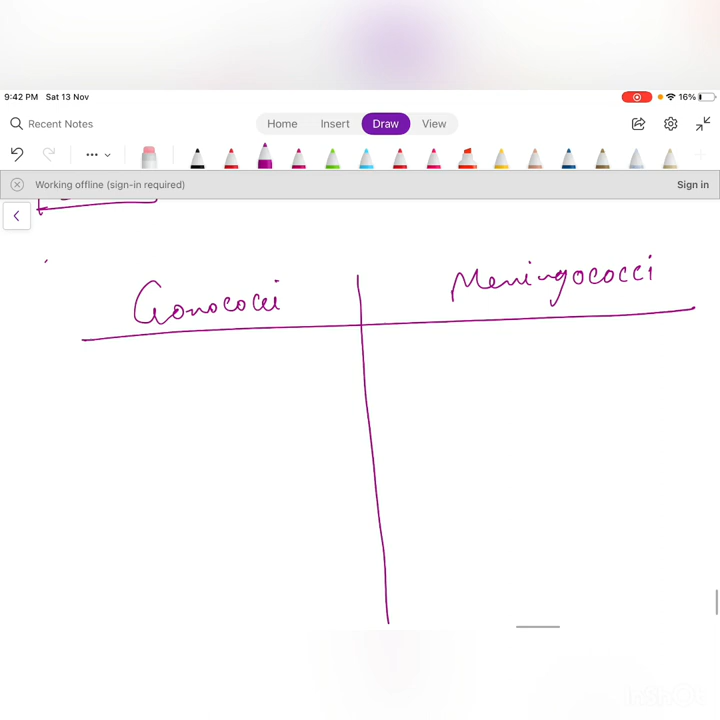 9:42 PM Sat 13 Nov 16%
Recent Notes Home Insert Draw View
Working offline (sign-in required) Sign in
Gonococci Meningococci